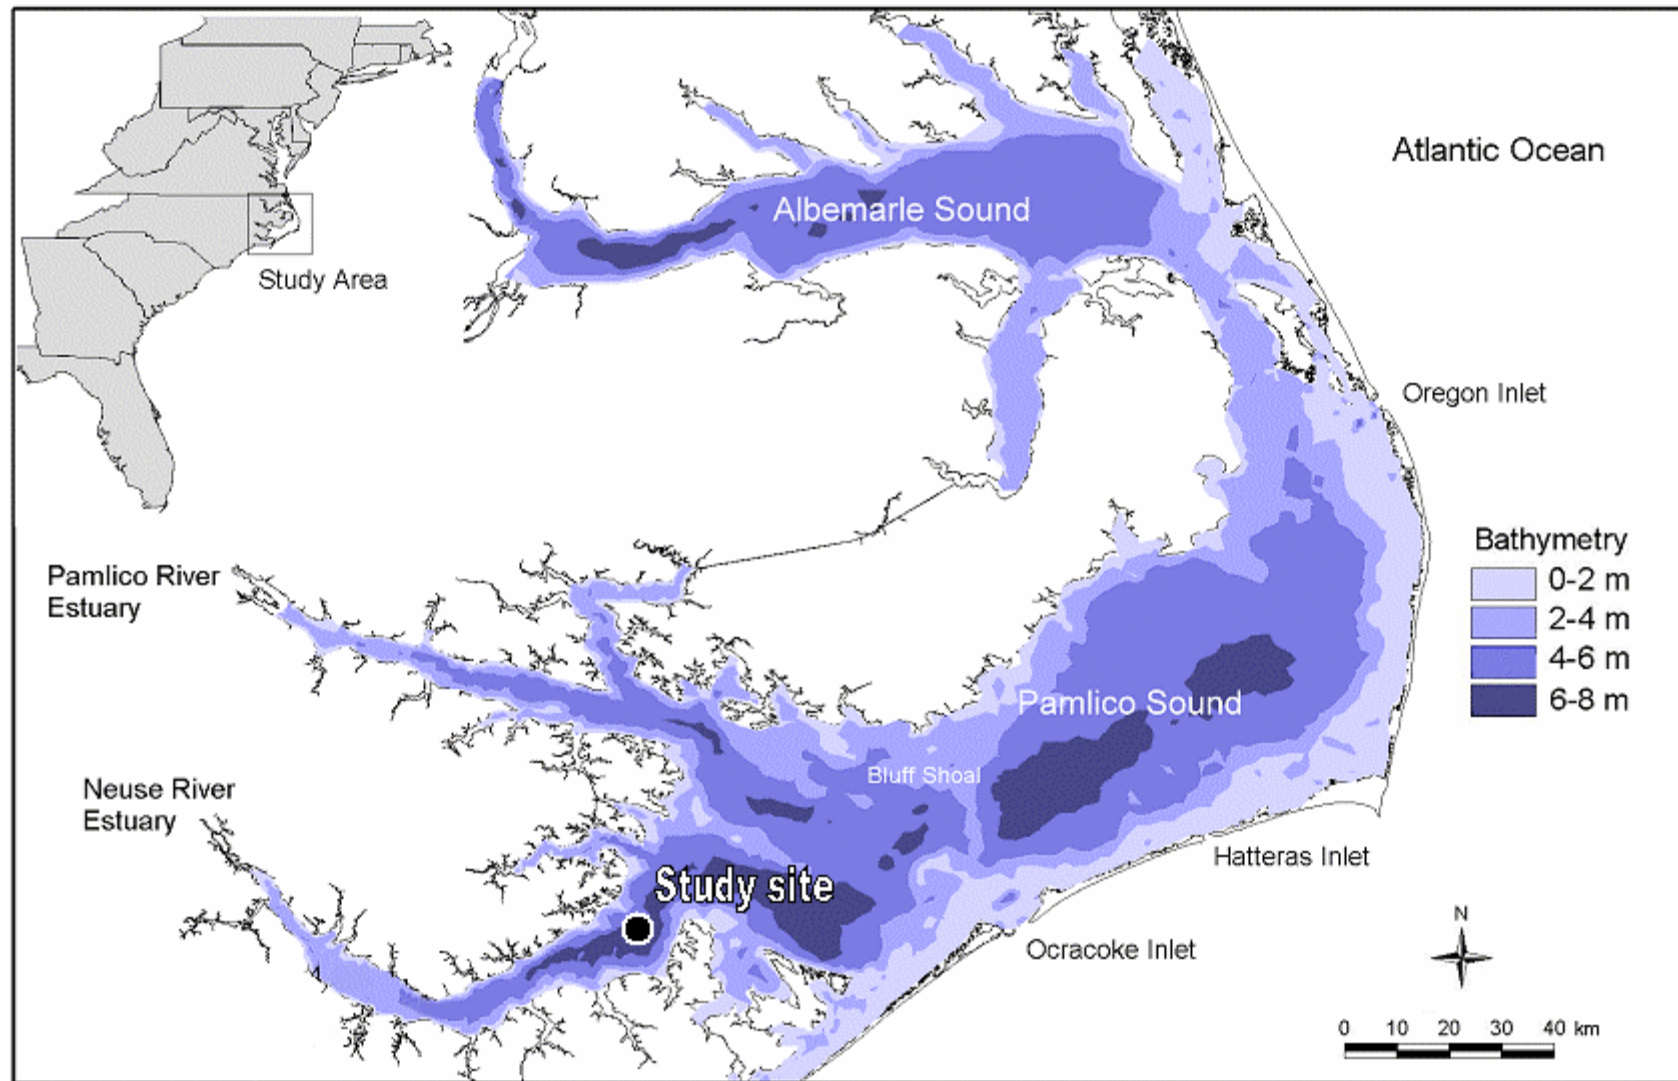 Atlantic Ocean
Albemarle Sound
Study Area
Oregon Inlet
Pamlico River
Estuary
Bathymetry
0-2 m
2-4 m
4-6 m
6-8 m
Pamlico Sound
Bluff Shoal
Neuse River
Estuary
Hatteras Inlet
Study site
Ocracoke Inlet
N
0 10 20 30 40 km